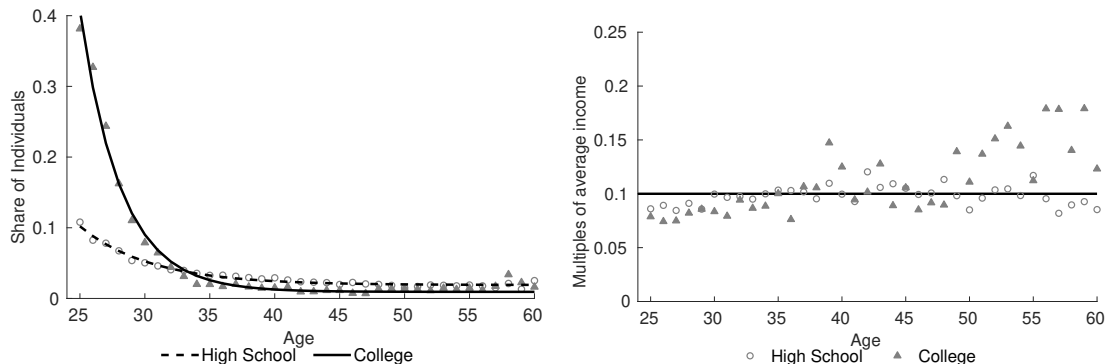 Share of Individuals
0.4
0.3
0.2
0.1
0
25 30 35 40 45 50 55 60
Age
High School College
Multiples of average income
0.25
0.2
0.15
0.1
0.05
0
25 30 35 40 45 50 55 60
Age
High School College